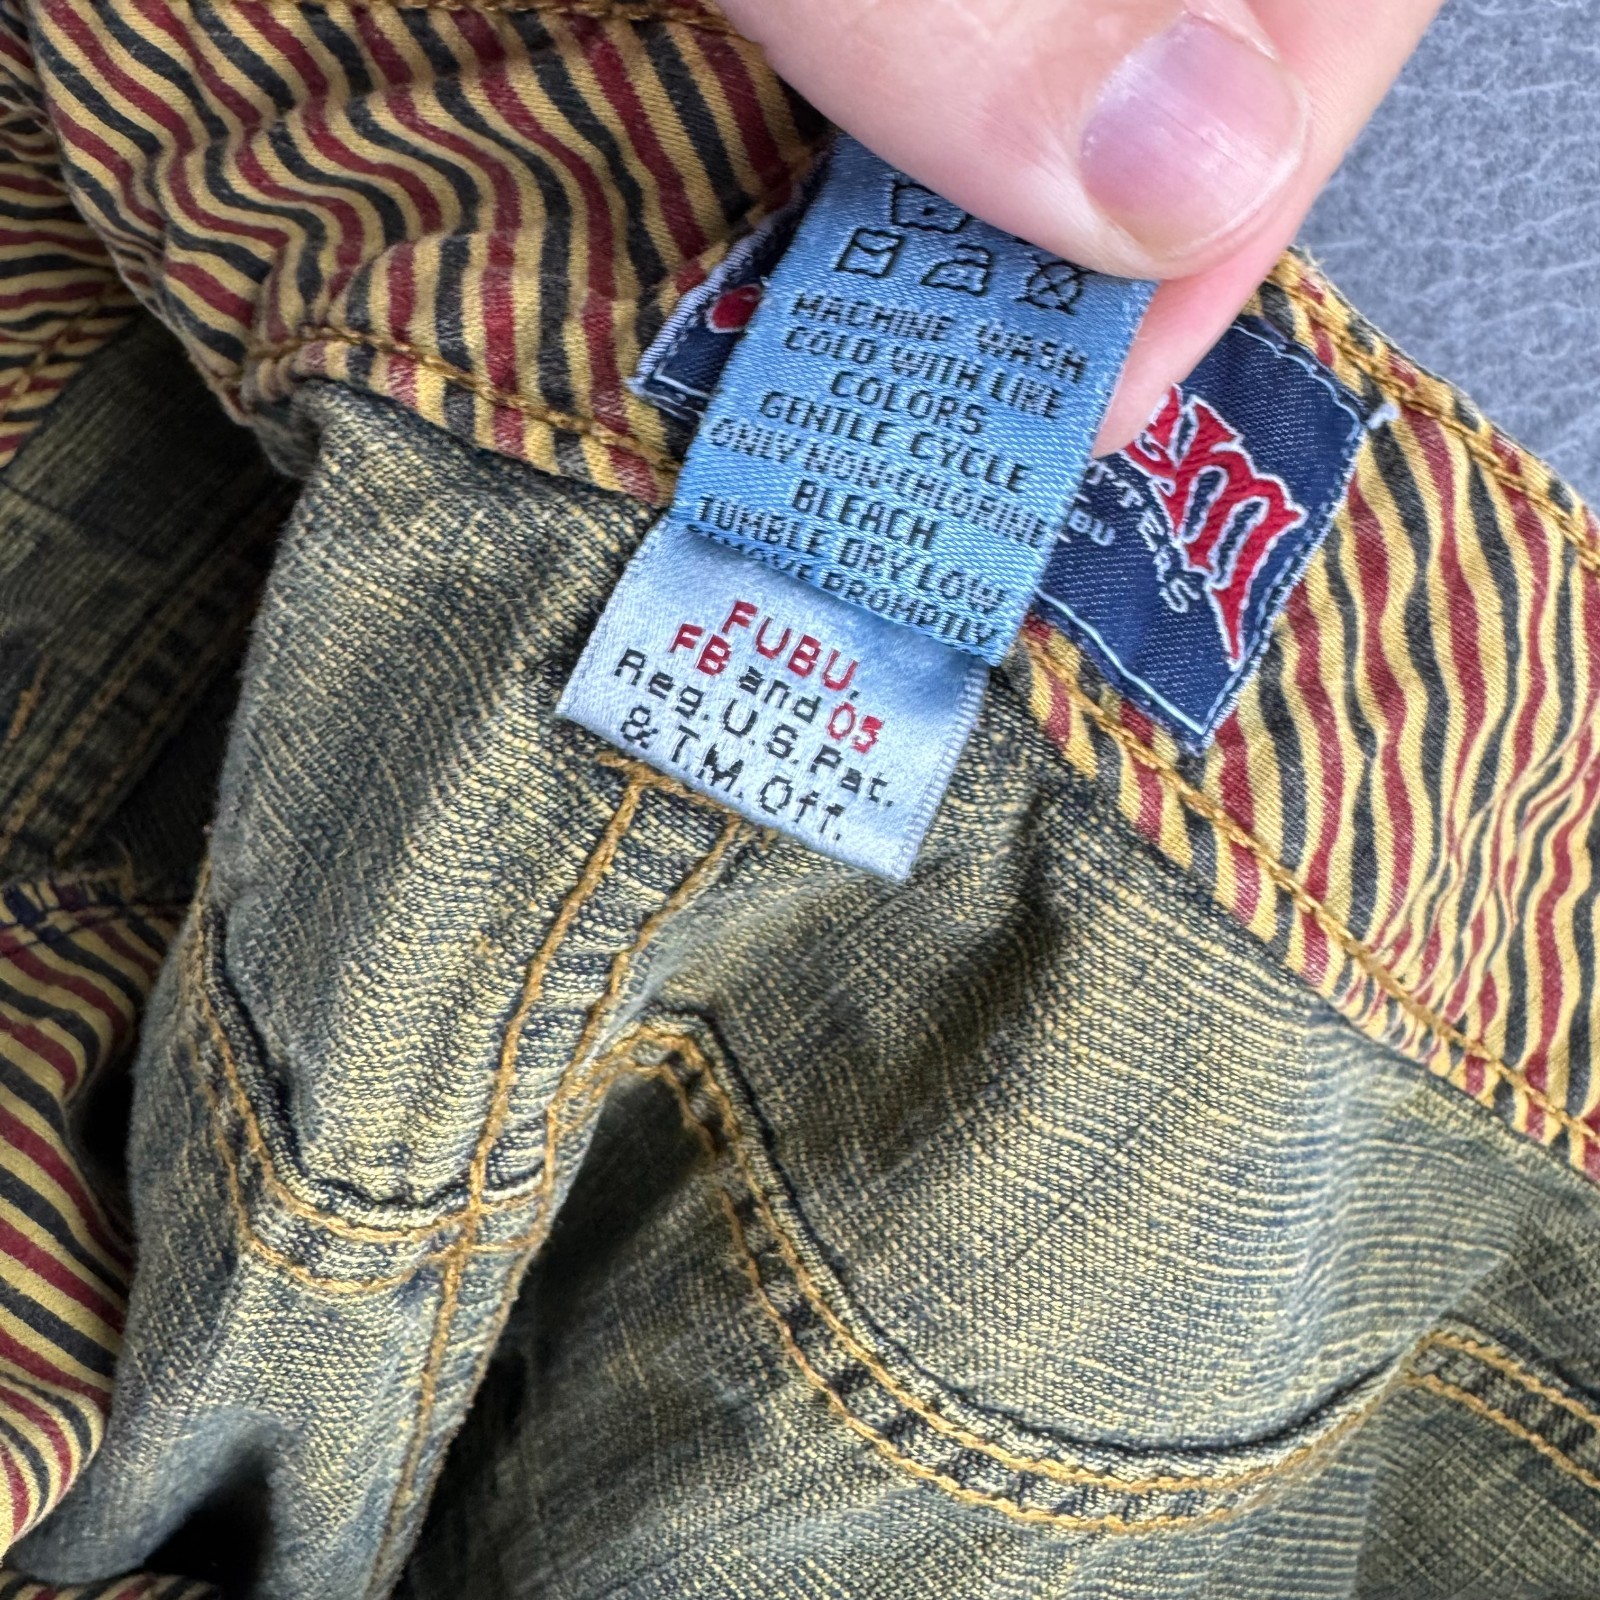 MACHINE WASH
COLD WITH LIKE
COLORS
GENTLE CYCLE
ONLY NON-CHLORINE
BLEACH
TUMBLE DRY LOW
PROMPTLY
FUBU,
FB and 05
Reg. U.S. Pat.
& T.M. Off.